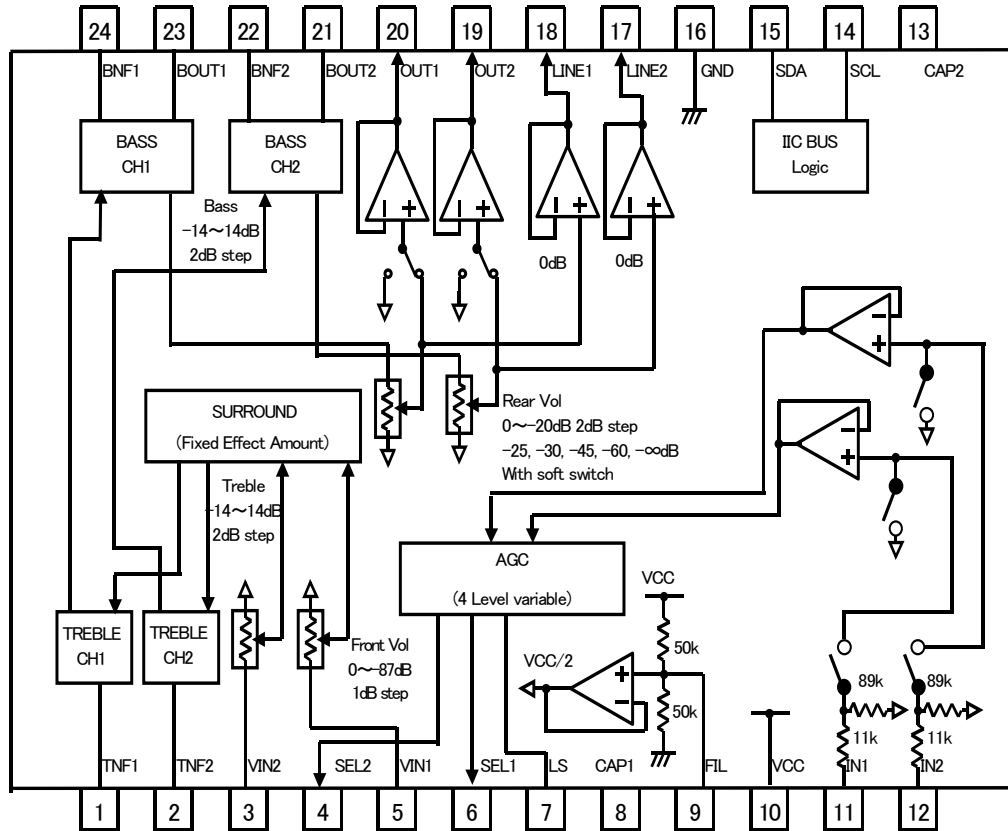 24 23 22 21 20 19 18 17 16 15 14 13
BNF1 BOUT1 BNF2 BOUT2 OUT1 OUT2 LINE1 LINE2 GND SDA SCL CAP2
BASS
CH1
BASS
CH2
IIC BUS
Logic
Bass
-14～14dB
2dB step
0dB
0dB
SURROUND
(Fixed Effect Amount)
Rear Vol
0～-20dB 2dB step
-25, -30, -45, -60, -∞dB
With soft switch
Treble
-14～14dB
2dB step
AGC
(4 Level variable)
VCC
50k
VCC/2
50k
TREBLE
CH1
TREBLE
CH2
Front Vol
0～-87dB
1dB step
89k
89k
11k
11k
TNF1 TNF2 VIN2 SEL2 VIN1 SEL1 LS CAP1 FIL VCC IN1 IN2
1 2 3 4 5 6 7 8 9 10 11 12